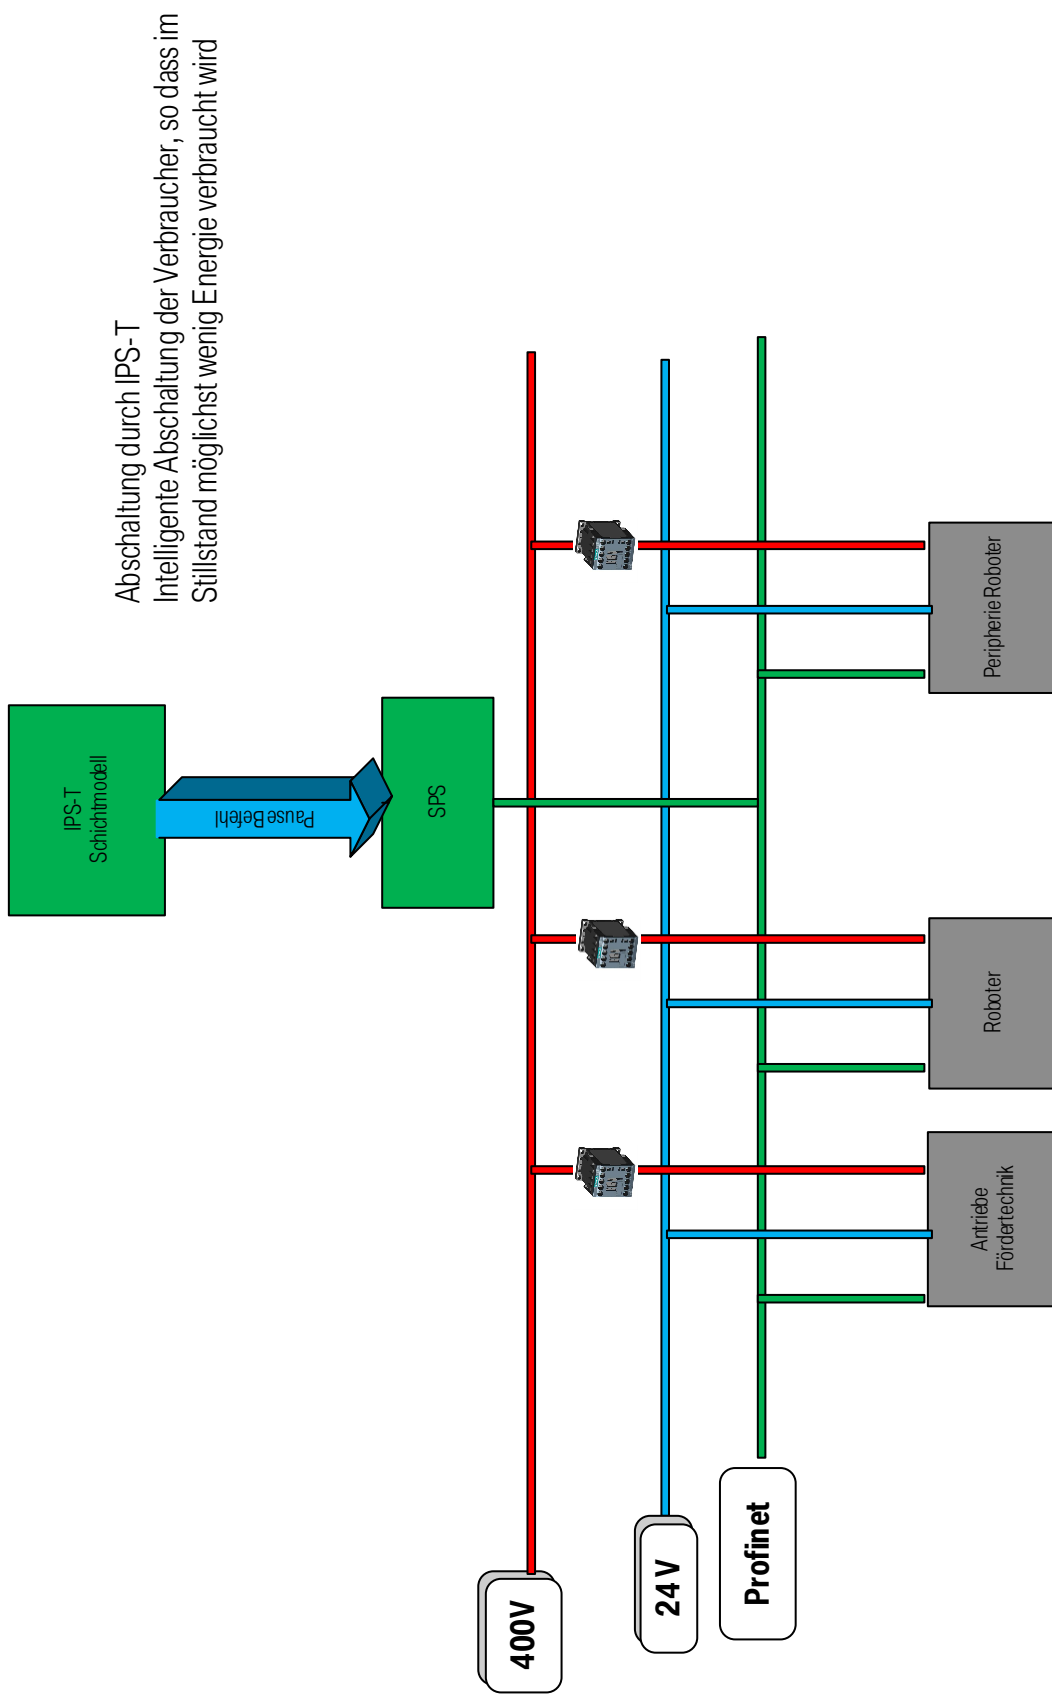 Abschaltung durch IPS-T
Intelligente Abschaltung der Verbraucher, so dass im
Stillstand möglichst wenig Energie verbraucht wird
IPS-T
Schichtmodell
Pause Befehl
SPS
400V
24 V
Profinet
Antriebe
Fördertechnik
Roboter
Peripherie Roboter